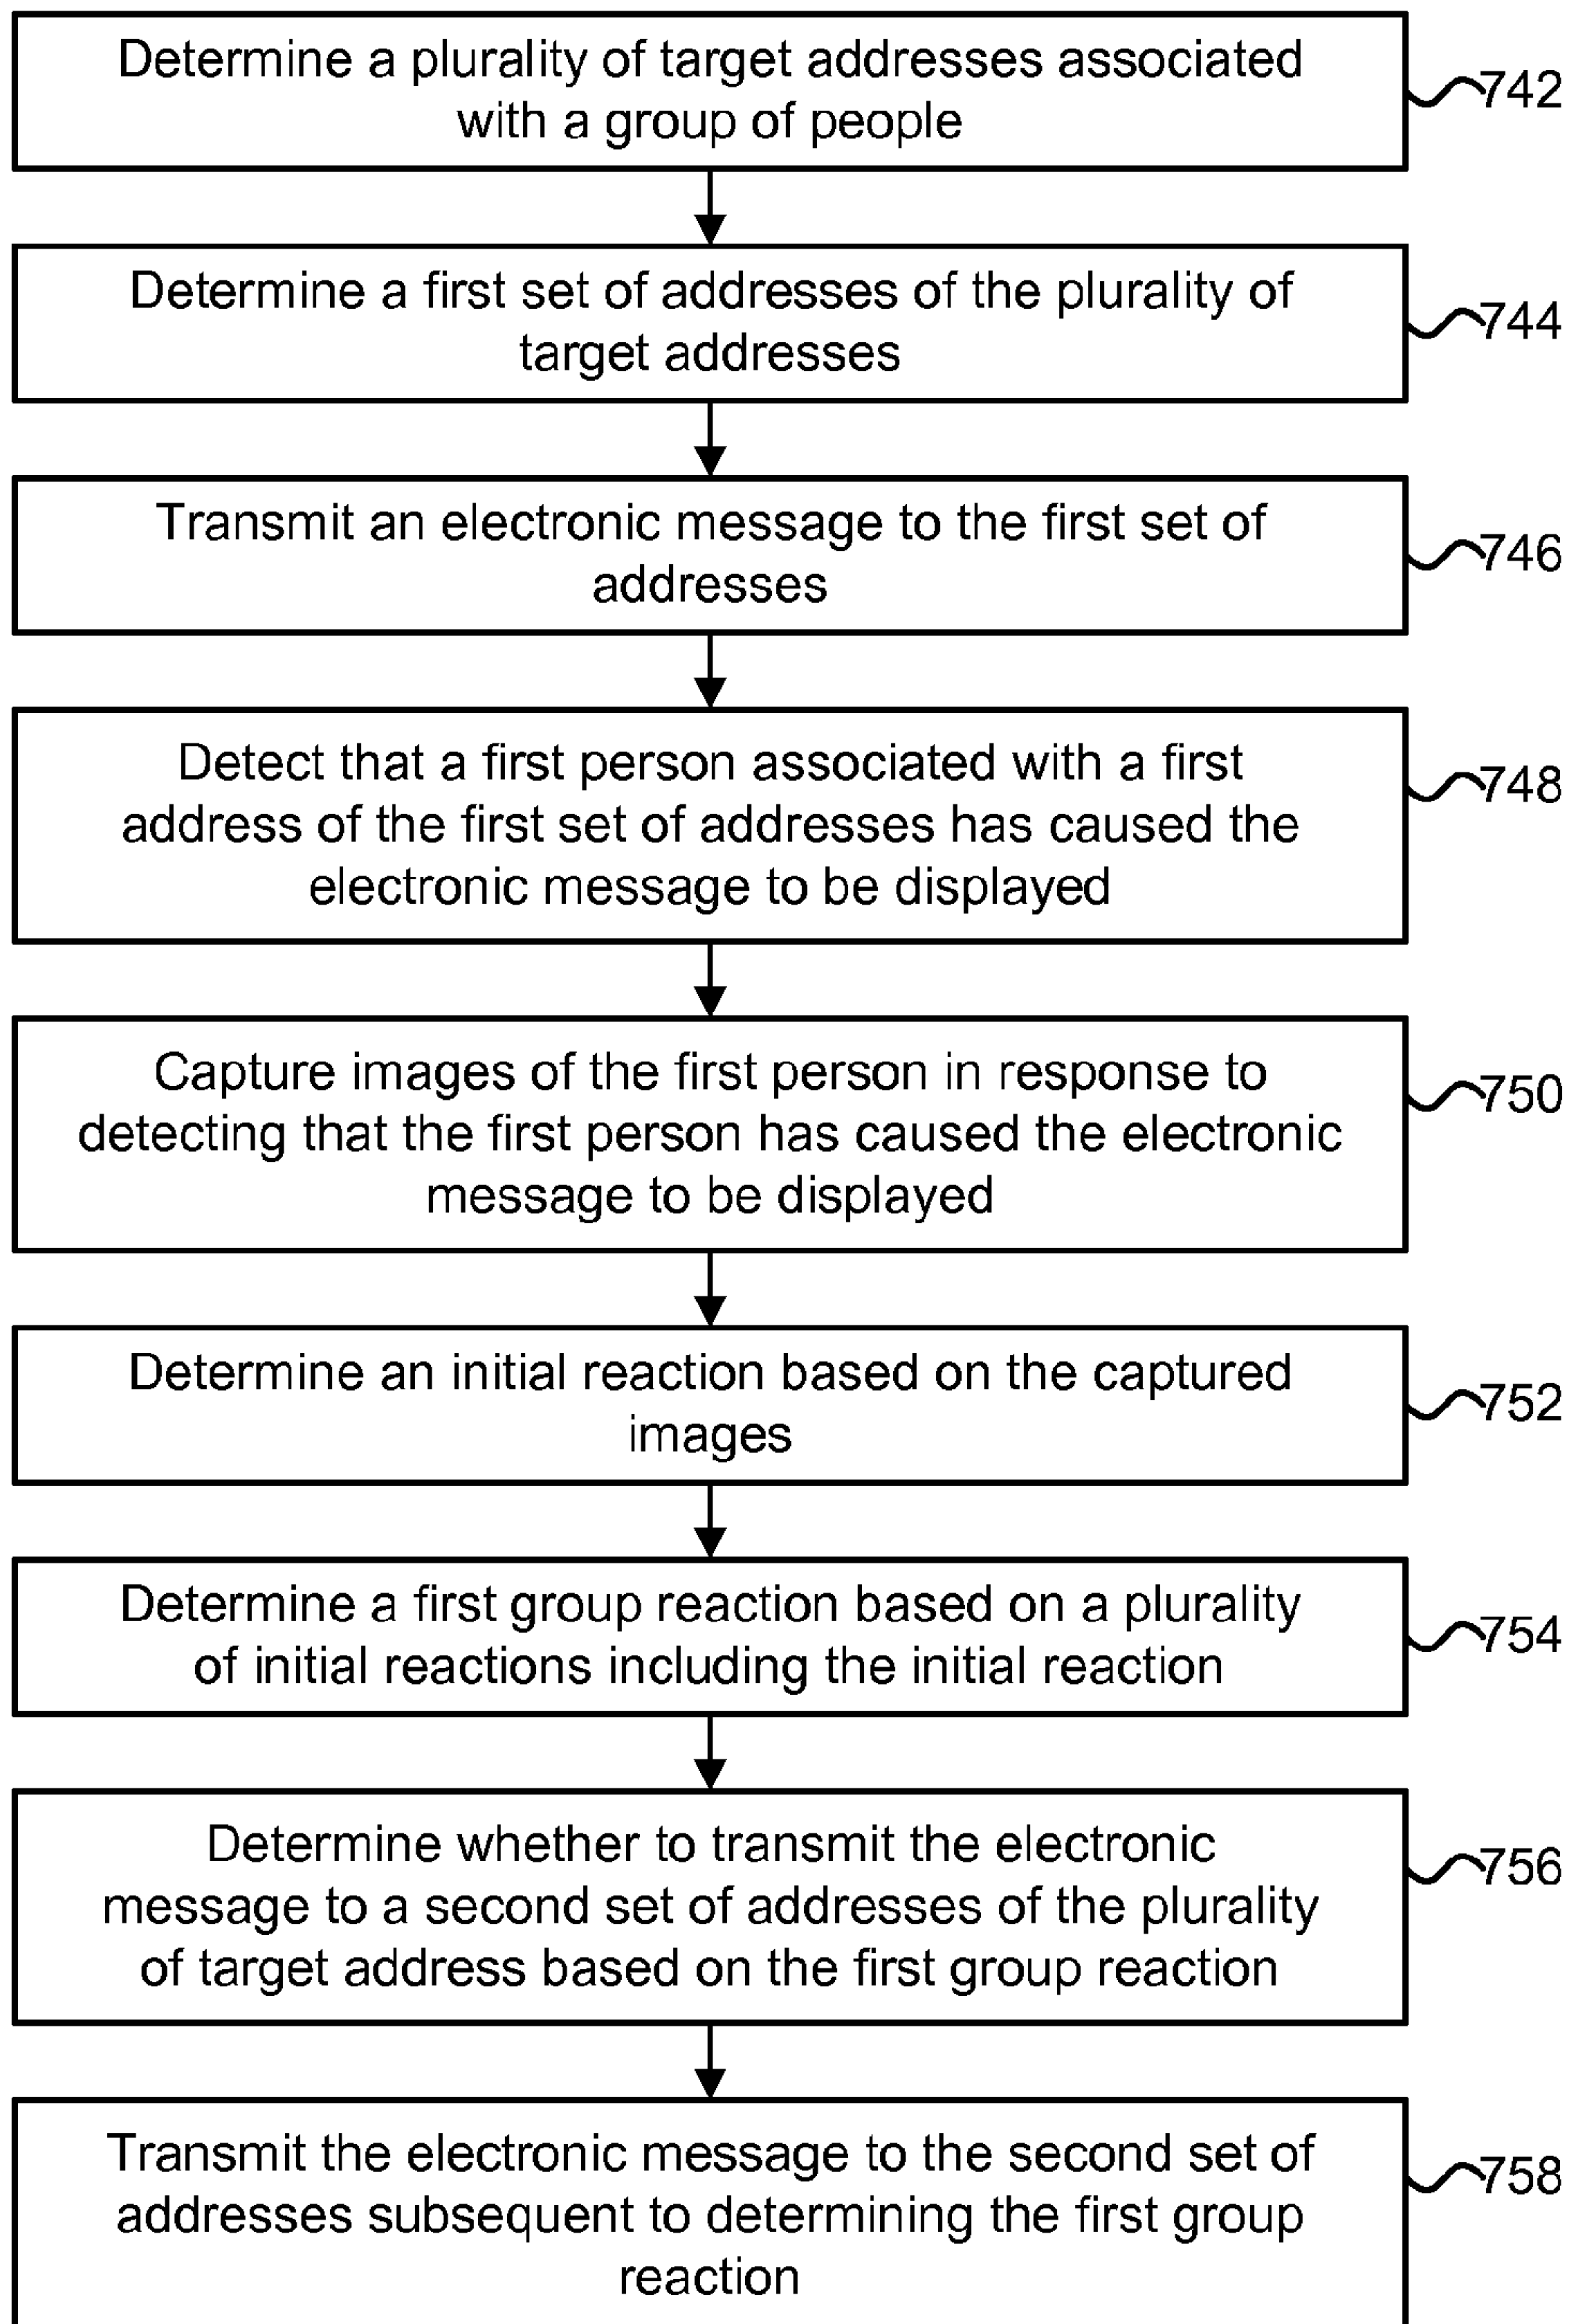 Determine a plurality of target addresses associated
with a group of people
742
Determine a first set of addresses of the plurality of
target addresses
744
Transmit an electronic message to the first set of
addresses
746
Detect that a first person associated with a first
address of the first set of addresses has caused the
electronic message to be displayed
748
Capture images of the first person in response to
detecting that the first person has caused the electronic
message to be displayed
750
Determine an initial reaction based on the captured
images
752
Determine a first group reaction based on a plurality
of initial reactions including the initial reaction
754
Determine whether to transmit the electronic
message to a second set of addresses of the plurality
of target address based on the first group reaction
756
Transmit the electronic message to the second set of
addresses subsequent to determining the first group
reaction
758